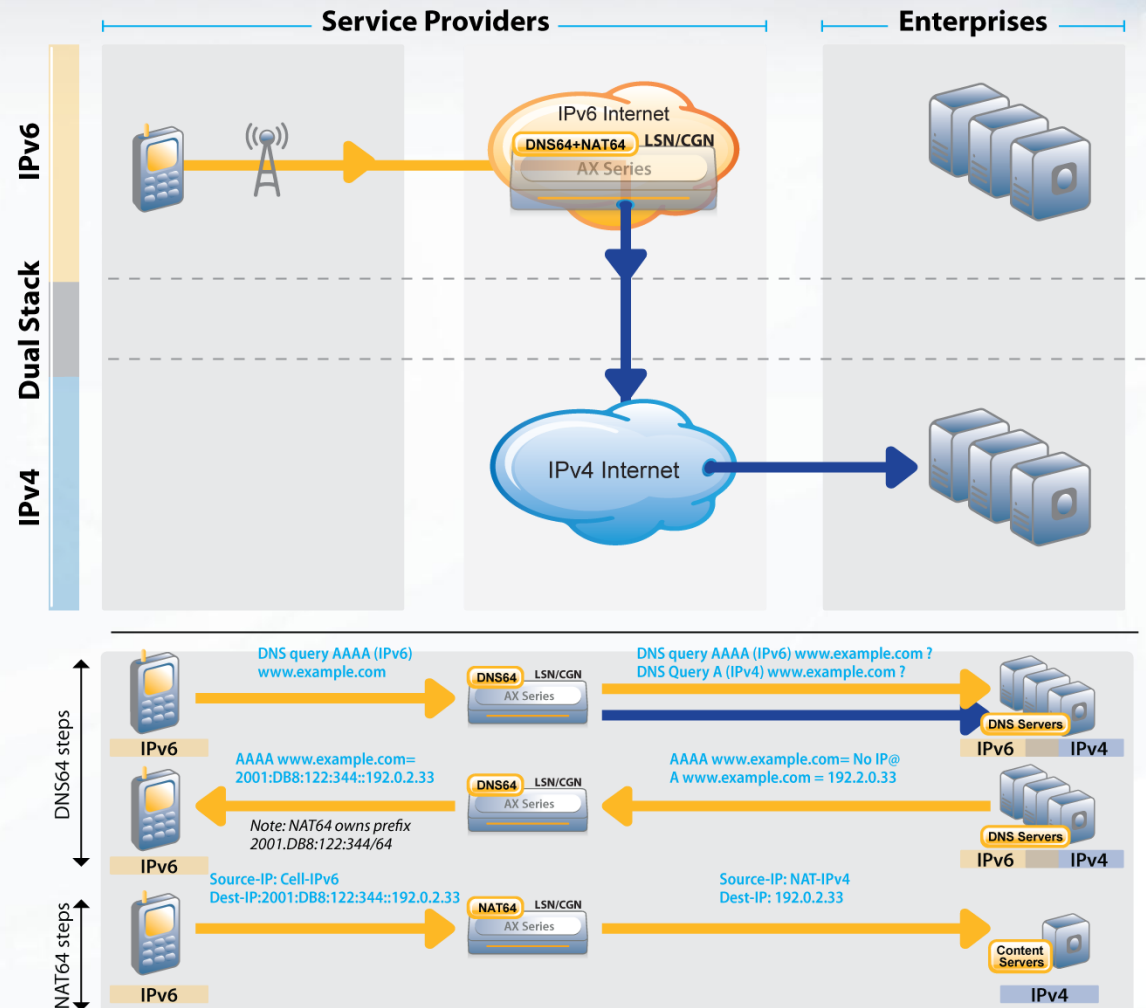 Service Providers
Enterprises
IPv6
Dual Stack
IPv4
IPv6 Internet
DNS64+NAT64
LSN/CGN
AX Series
IPv4 Internet
DNS64 steps
DNS query AAAA (IPv6)
www.example.com
DNS64
LSN/CGN
AX Series
DNS query AAAA (IPv6) www.example.com ?
DNS Query A (IPv4) www.example.com ?
DNS Servers
IPv6
IPv6
IPv4
AAAA www.example.com=
2001:DB8:122:344::192.0.2.33
Note: NAT64 owns prefix
2001.DB8:122:344/64
DNS64
LSN/CGN
AX Series
AAAA www.example.com= No IP@
A www.example.com = 192.2.0.33
DNS Servers
IPv6
IPv6
IPv4
NAT64 steps
Source-IP: Cell-IPv6
Dest-IP:2001:DB8:122:344::192.0.2.33
NAT64
LSN/CGN
AX Series
Source-IP: NAT-IPv4
Dest-IP: 192.0.2.33
Content
Servers
IPv6
IPv4